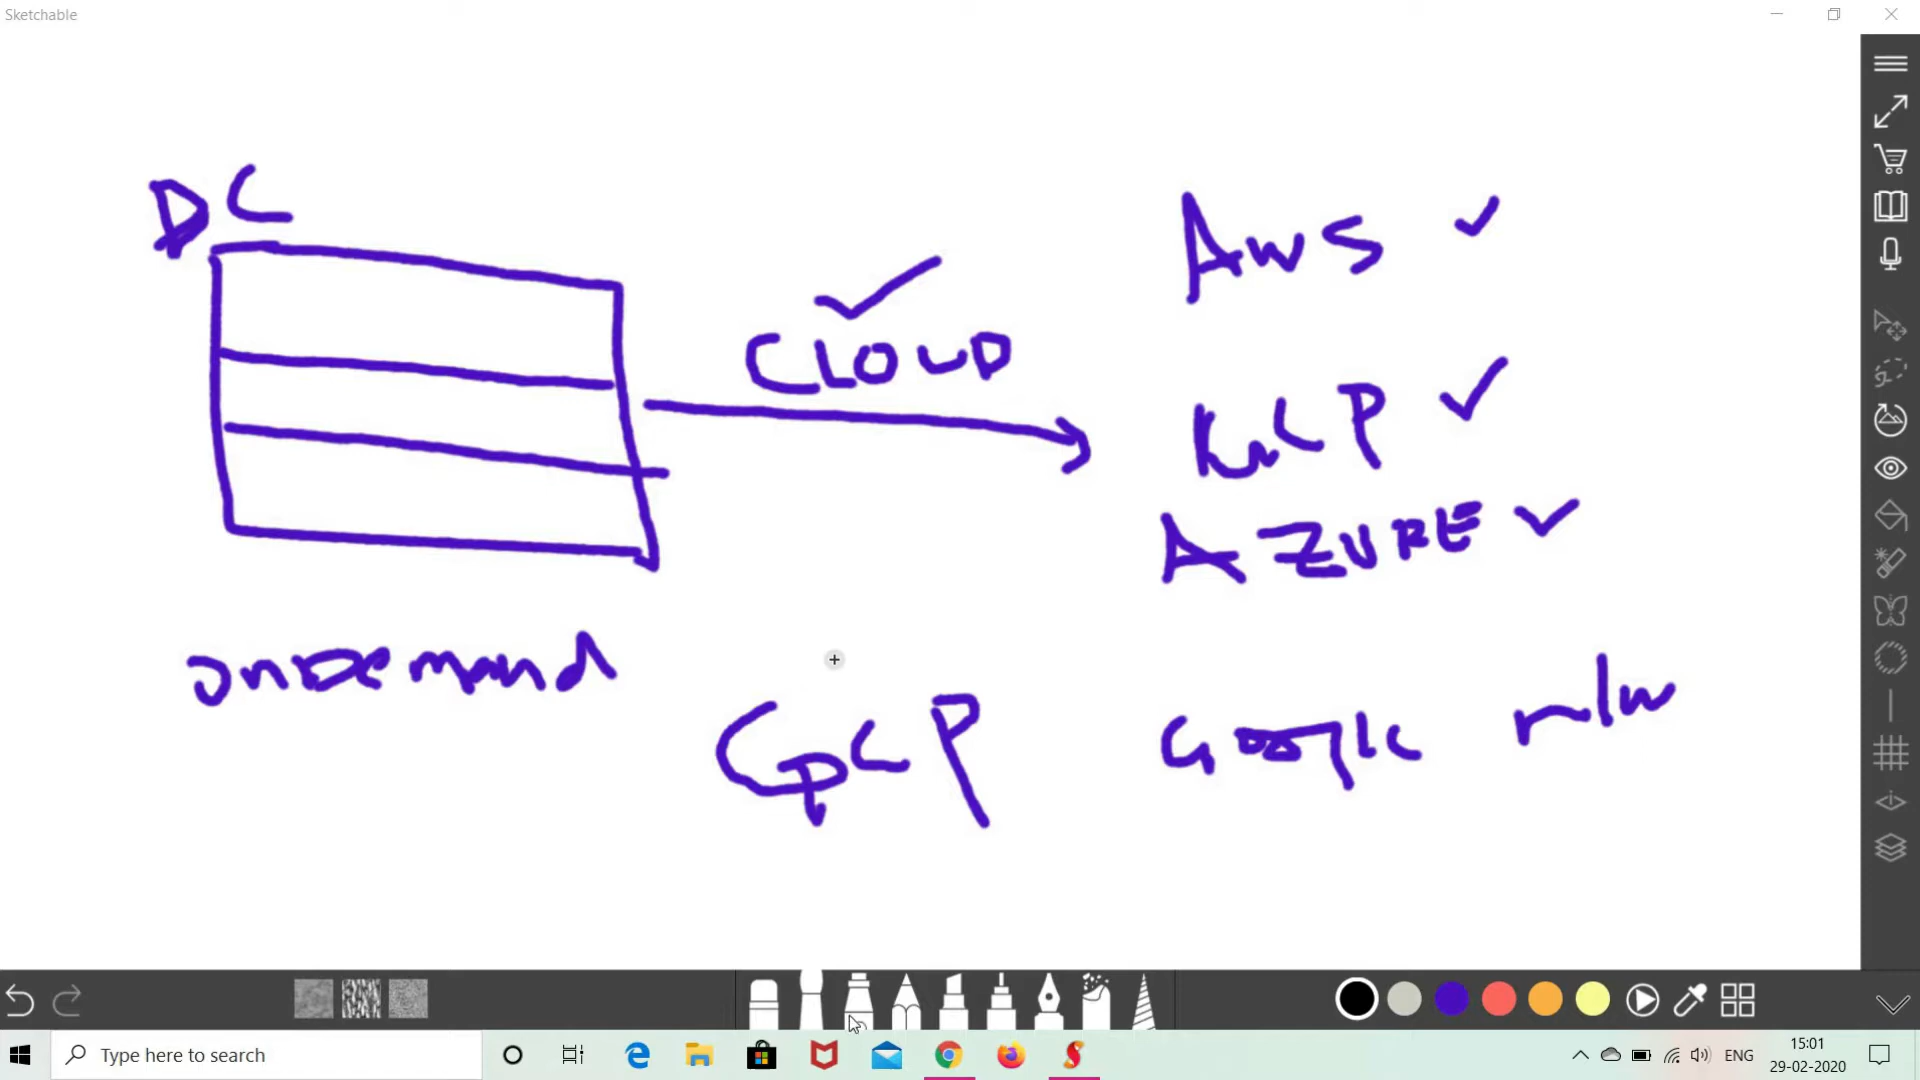 Sketchable
DC
AWS
CLOUD
GCP
AZURE
onDemand
GCP Google n/w
Type here to search
ENG
15:01
29-02-2020